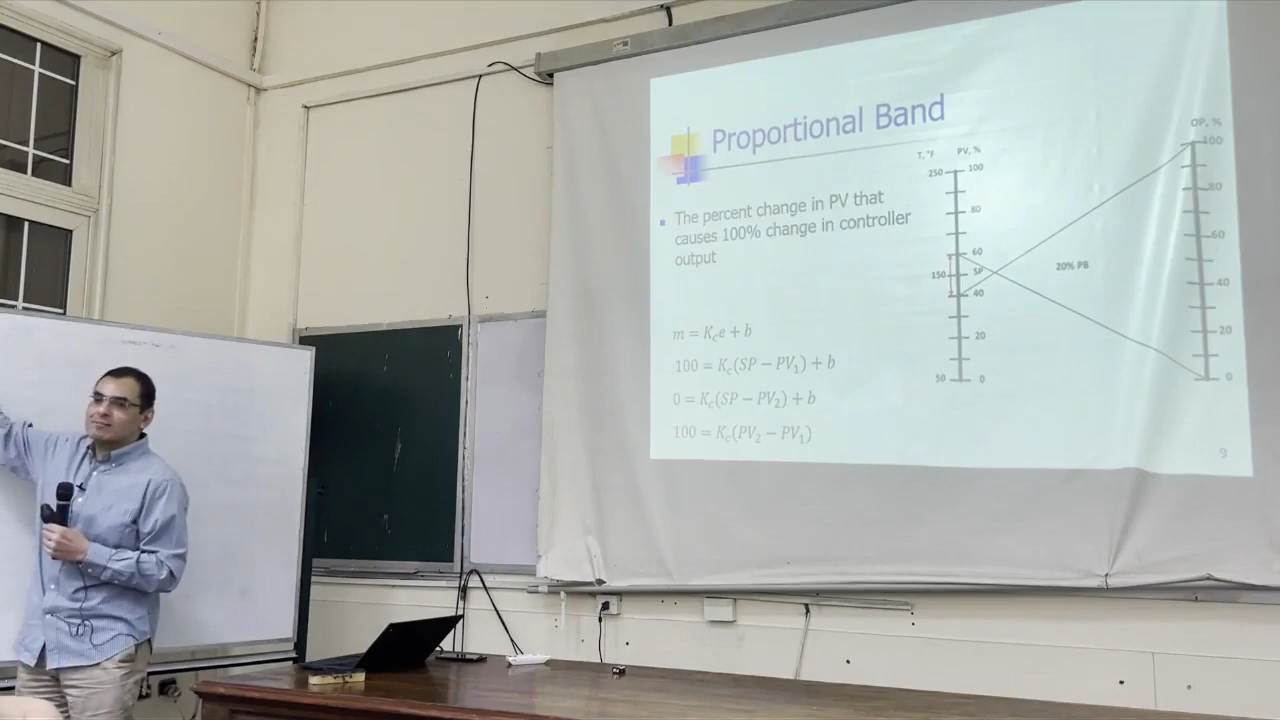 Proportional Band
The percent change in PV that
causes 100% change in controller
output
m = K_c e + b
100 = K_c(SP − PV_1) + b
0 = K_c(SP − PV_2) + b
100 = K_c(PV_2 − PV_1)
T, °F PV, %
250 100
80
60
150 SP
40
20
50 0
20% PB
OP, %
100
80
60
40
20
0
9